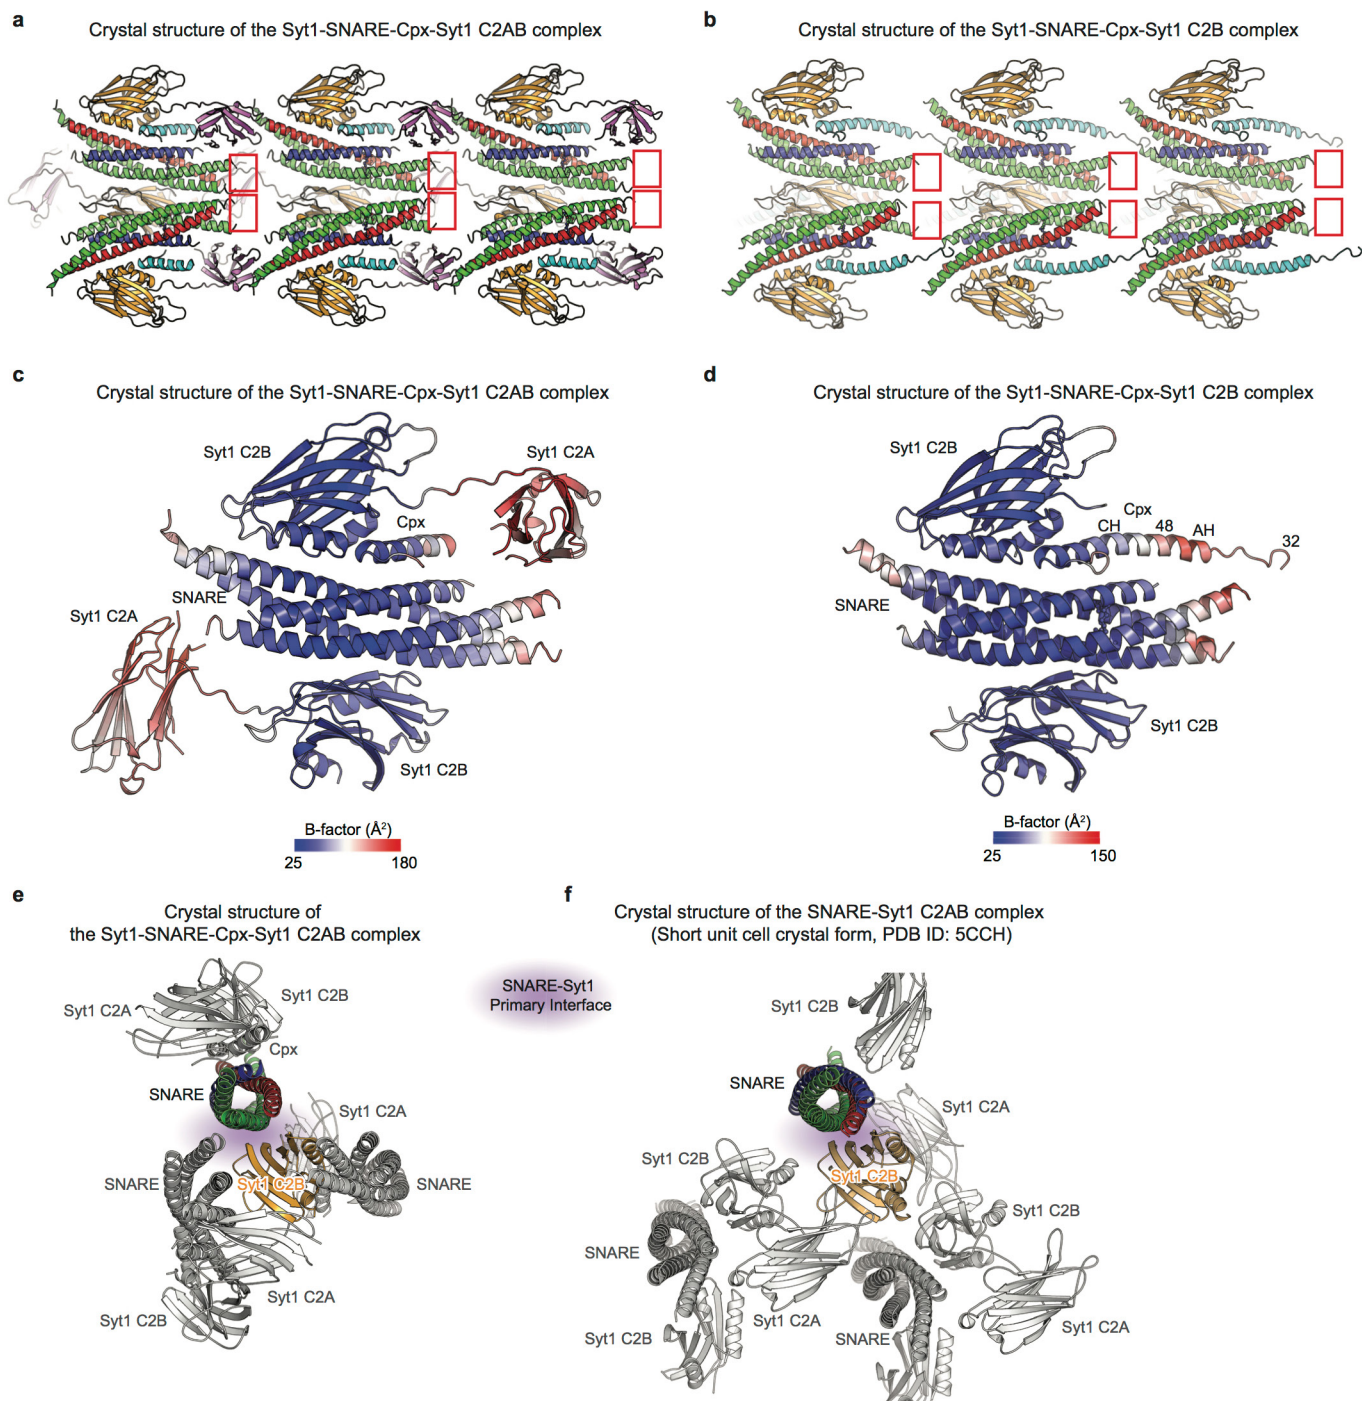 a
Crystal structure of the Syt1-SNARE-Cpx-Syt1 C2AB complex
b
Crystal structure of the Syt1-SNARE-Cpx-Syt1 C2B complex
c
Crystal structure of the Syt1-SNARE-Cpx-Syt1 C2AB complex
Syt1 C2B
Syt1 C2A
Cpx
SNARE
Syt1 C2A
Syt1 C2B
B-factor (Å²)
25 180
d
Crystal structure of the Syt1-SNARE-Cpx-Syt1 C2B complex
Syt1 C2B
Cpx
CH 48 AH
32
SNARE
Syt1 C2B
B-factor (Å²)
25 150
e
Crystal structure of
the Syt1-SNARE-Cpx-Syt1 C2AB complex
Syt1 C2B
Syt1 C2A
Cpx
SNARE
Syt1 C2A
SNARE
Syt1 C2B
SNARE
Syt1 C2A
Syt1 C2B
SNARE-Syt1
Primary Interface
f
Crystal structure of the SNARE-Syt1 C2AB complex
(Short unit cell crystal form, PDB ID: 5CCH)
Syt1 C2B
SNARE
Syt1 C2A
Syt1 C2B
Syt1 C2B
Syt1 C2B
SNARE
Syt1 C2A
Syt1 C2B
SNARE
Syt1 C2A